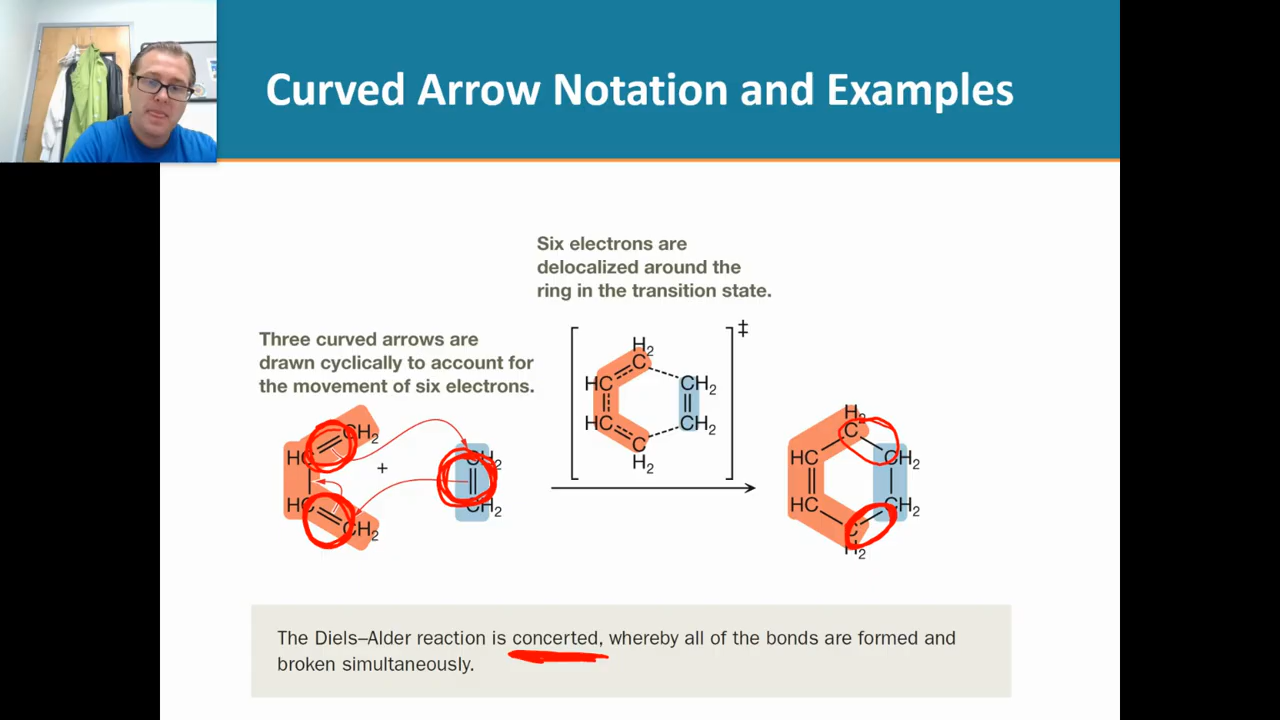 Curved Arrow Notation and Examples
Six electrons are
delocalized around the
ring in the transition state.
Three curved arrows are
drawn cyclically to account for
the movement of six electrons.
CH2
HC
HC
CH2
+
CH2
CH2
H2
C
HC
HC
C
H2
CH2
CH2
‡
H2
C
HC
HC
C
H2
CH2
CH2
The Diels–Alder reaction is concerted, whereby all of the bonds are formed and
broken simultaneously.